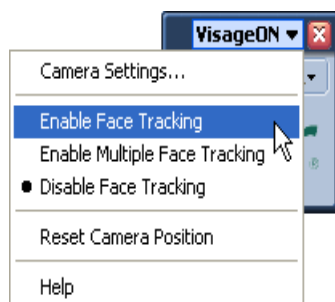 VisageON
Camera Settings...
Enable Face Tracking
Enable Multiple Face Tracking
Disable Face Tracking
Reset Camera Position
Help